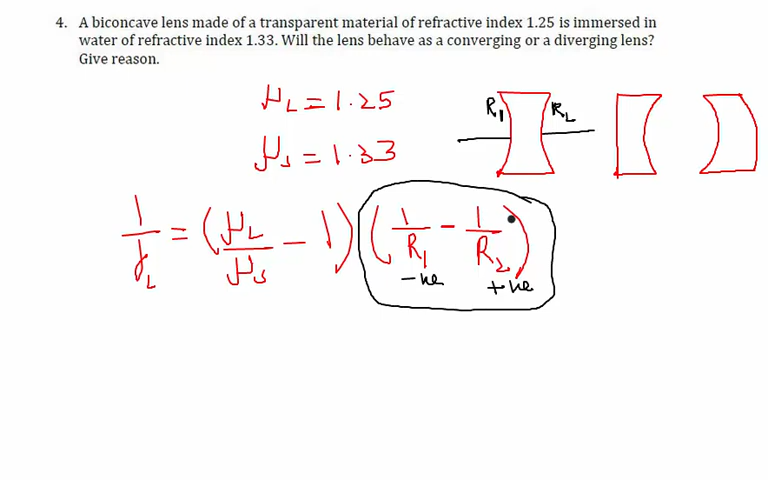 4. A biconcave lens made of a transparent material of refractive index 1.25 is immersed in
water of refractive index 1.33. Will the lens behave as a converging or a diverging lens?
Give reason.
μL = 1.25
R1 R2
μs = 1.33
1/fL = (μL/μs - 1) (1/R1 - 1/R2)
-ve +ve